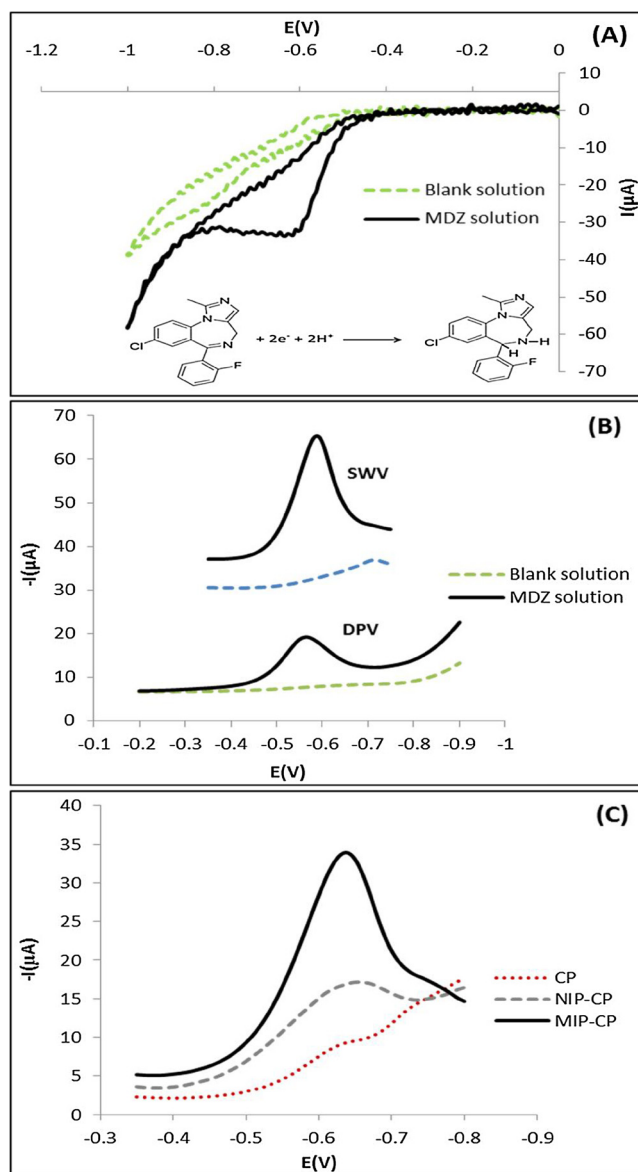 E(V)
(A)
-1.2 -1 -0.8 -0.6 -0.4 -0.2 0
10
0
-10
-20
-30
-40
-50
-60
-70
I(µA)
Blank solution
MDZ solution
Me
N
N
Cl
N
F
+ 2e- + 2H+
Me
N
N
Cl
N
H
H
F
(B)
70
60
50
40
30
20
10
0
-I(µA)
SWV
DPV
Blank solution
MDZ solution
-0.1 -0.2 -0.3 -0.4 -0.5 -0.6 -0.7 -0.8 -0.9 -1
E(V)
(C)
40
35
30
25
20
15
10
5
0
-I(µA)
CP
NIP-CP
MIP-CP
-0.3 -0.4 -0.5 -0.6 -0.7 -0.8 -0.9
E(V)